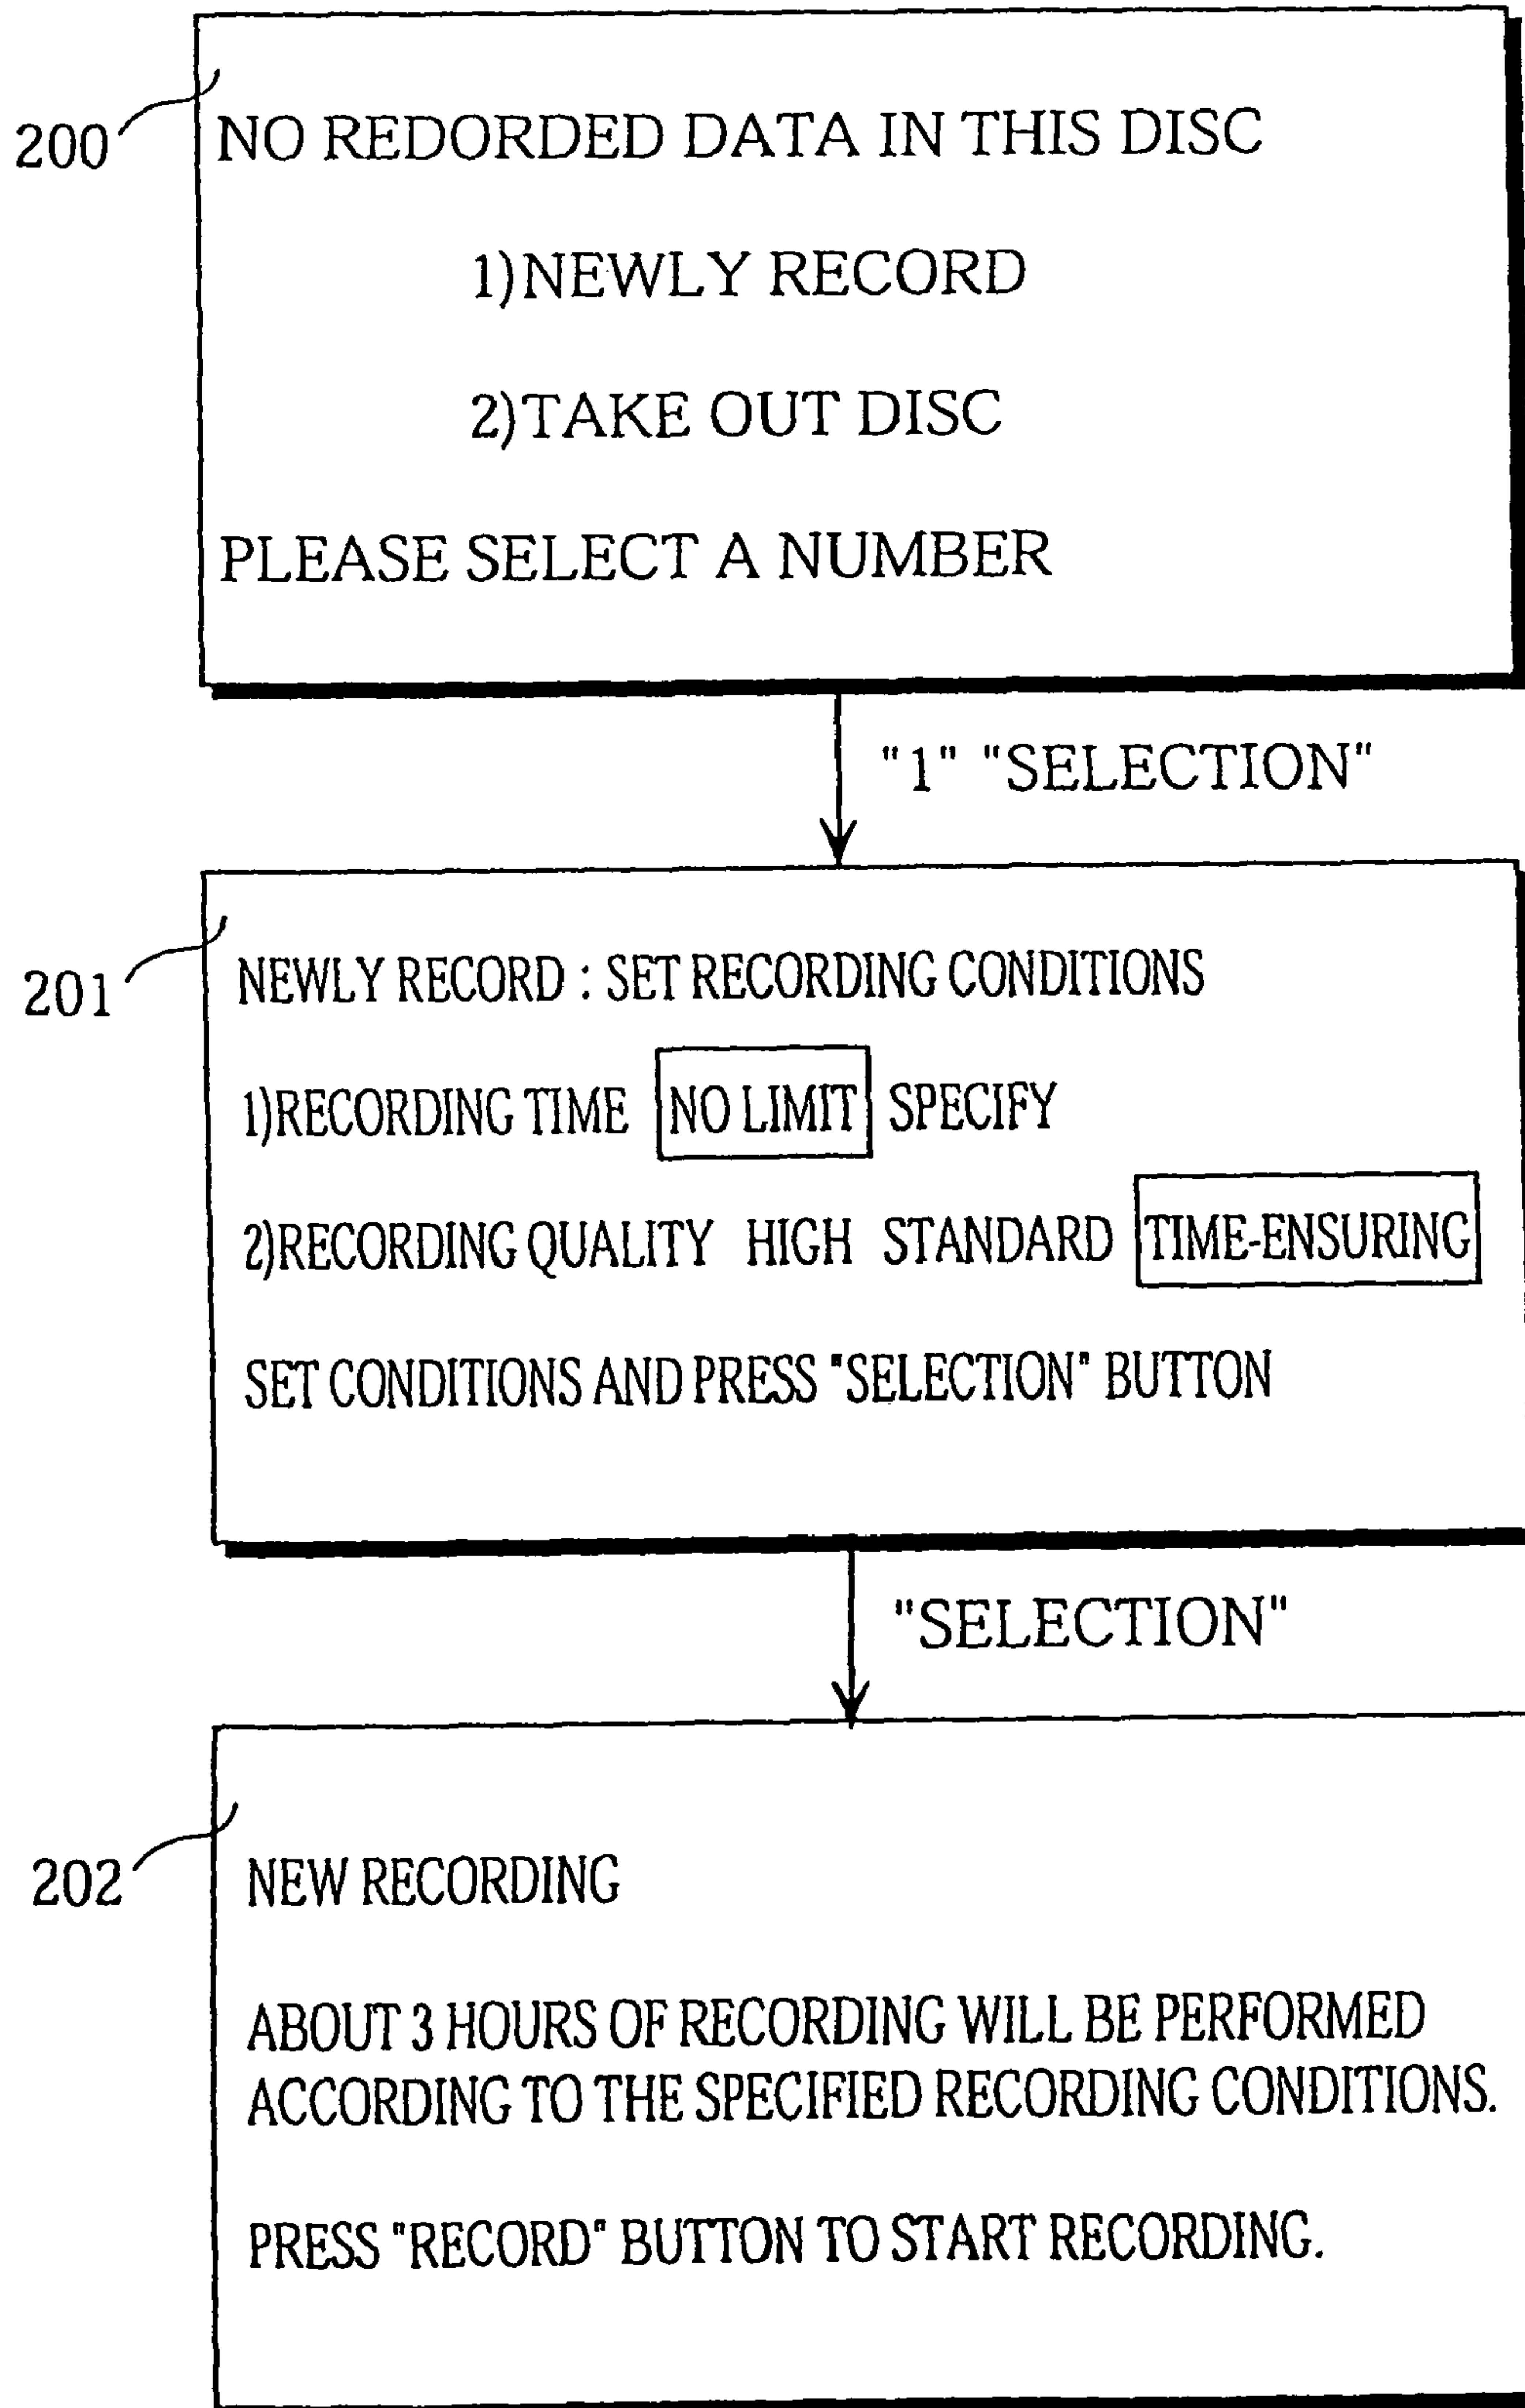 200
NO REDORDED DATA IN THIS DISC
1)NEWLY RECORD
2)TAKE OUT DISC
PLEASE SELECT A NUMBER
"1" "SELECTION"
201
NEWLY RECORD : SET RECORDING CONDITIONS
1)RECORDING TIME NO LIMIT SPECIFY
2)RECORDING QUALITY HIGH STANDARD TIME-ENSURING
SET CONDITIONS AND PRESS "SELECTION" BUTTON
"SELECTION"
202
NEW RECORDING
ABOUT 3 HOURS OF RECORDING WILL BE PERFORMED
ACCORDING TO THE SPECIFIED RECORDING CONDITIONS.
PRESS "RECORD" BUTTON TO START RECORDING.